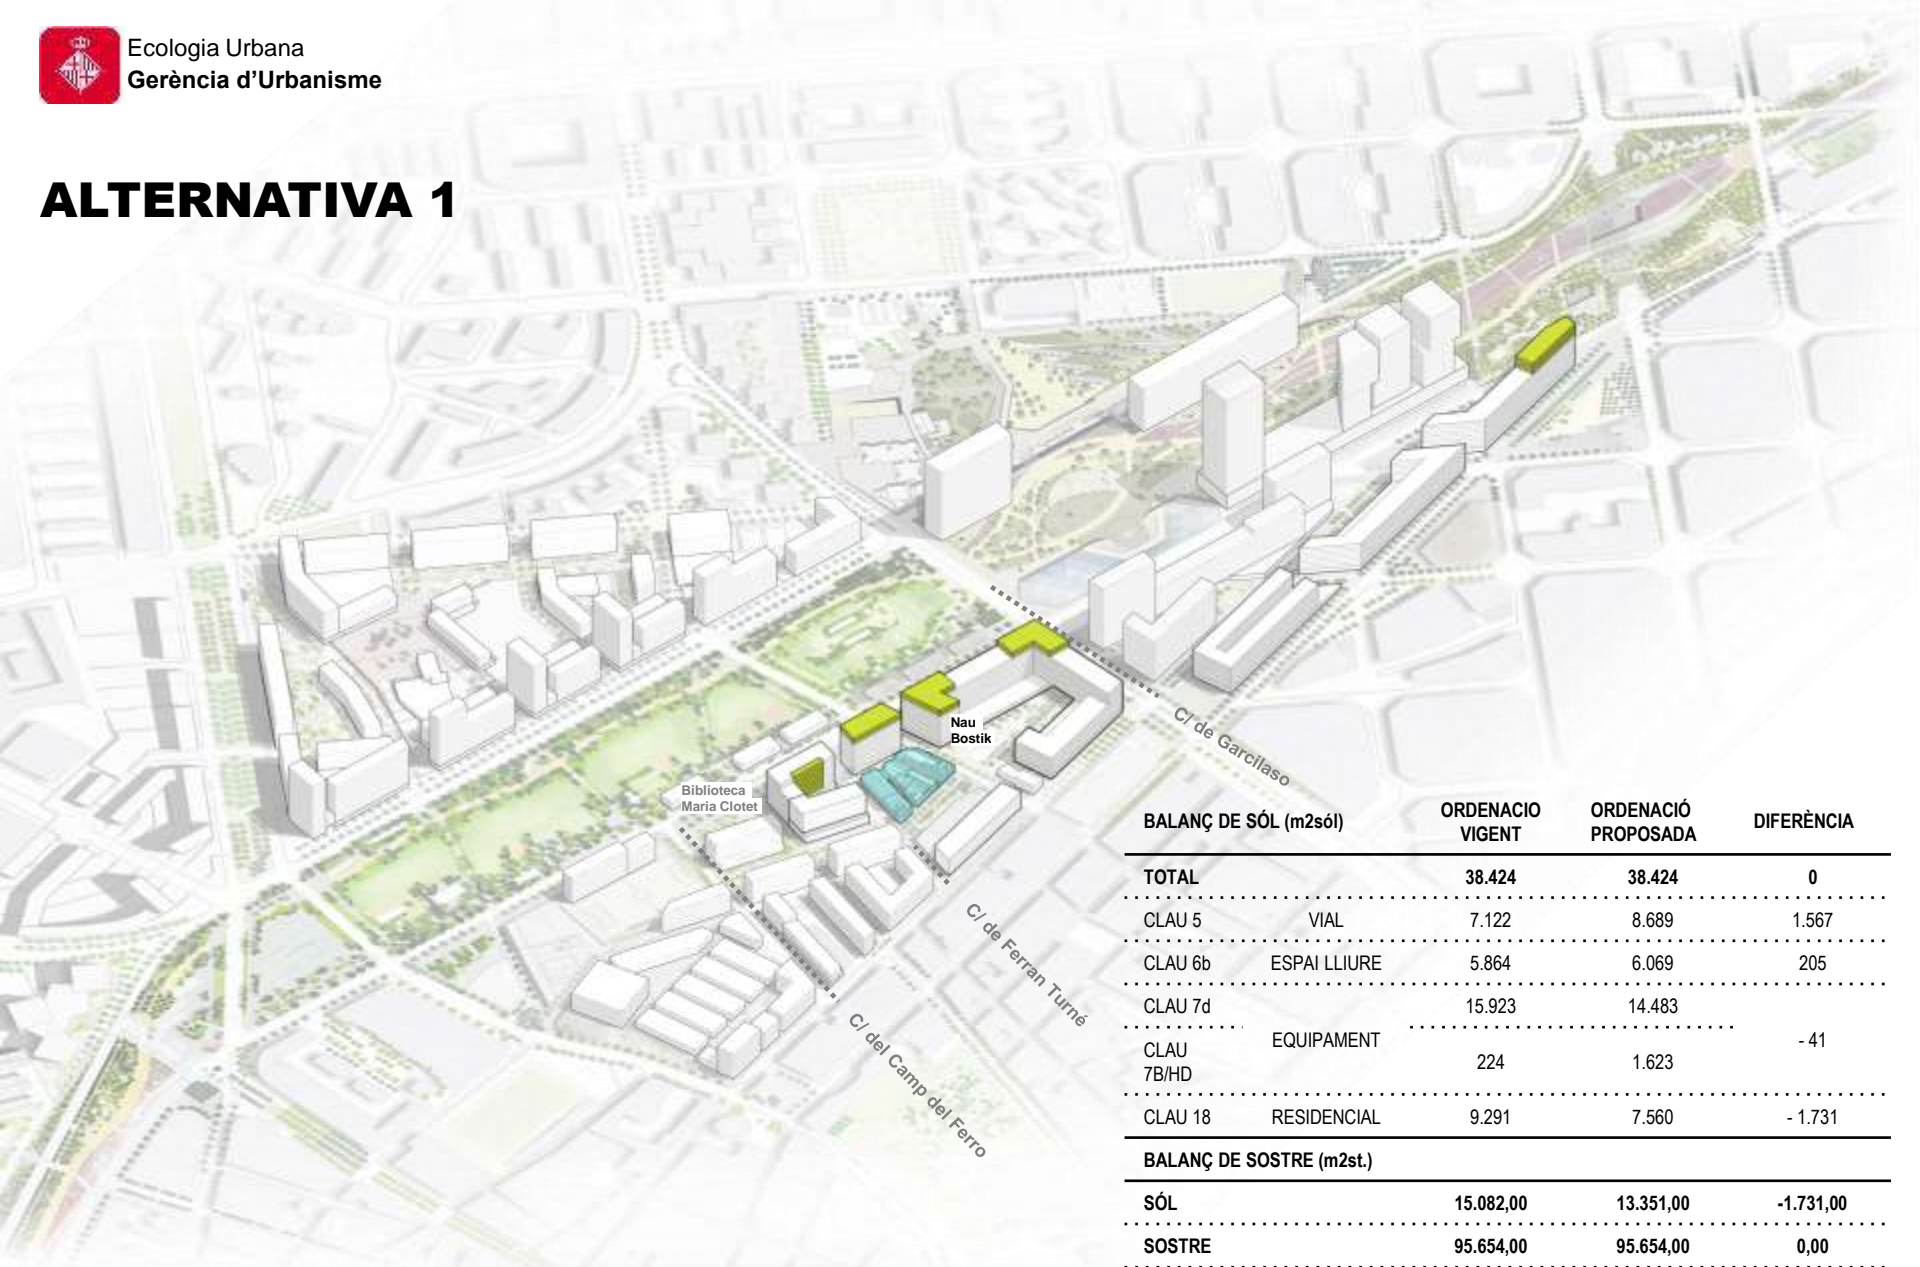 Ecologia Urbana
Gerència d'Urbanisme
ALTERNATIVA 1
Nau
Bostik
Biblioteca
Maria Clotet
C/ de Garcilaso
C/ de Ferran Turné
C/ del Camp del Ferro
BALANÇ DE SÓL (m2sól) ORDENACIO VIGENT ORDENACIÓ PROPOSADA DIFERÈNCIA
TOTAL 38.424 38.424 0
CLAU 5 VIAL 7.122 8.689 1.567
CLAU 6b ESPAI LLIURE 5.864 6.069 205
CLAU 7d 15.923 14.483
EQUIPAMENT - 41
CLAU 7B/HD 224 1.623
CLAU 18 RESIDENCIAL 9.291 7.560 - 1.731
BALANÇ DE SOSTRE (m2st.)
SÓL 15.082,00 13.351,00 -1.731,00
SOSTRE 95.654,00 95.654,00 0,00